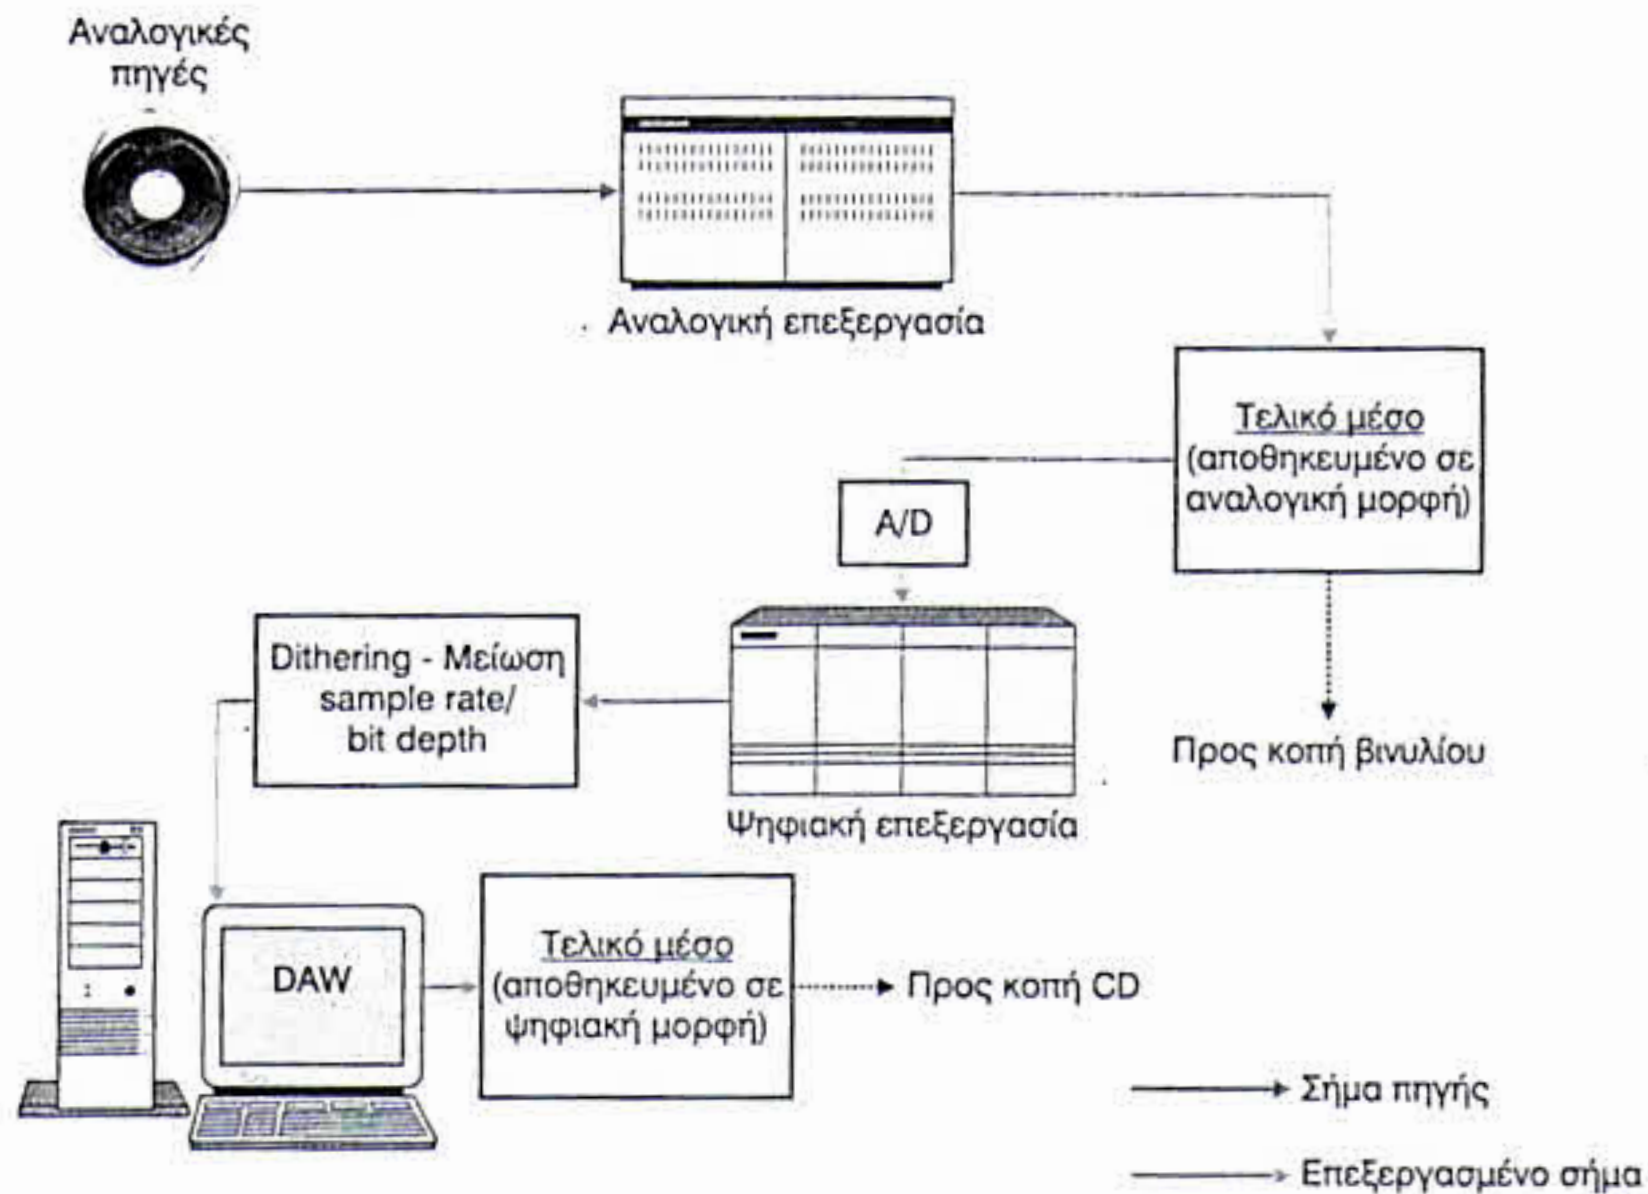 Αναλογικές
πηγές
Αναλογική επεξεργασία
Τελικό μέσο
(αποθηκευμένο σε
αναλογική μορφή)
A/D
Προς κοπή βινυλίου
Dithering - Μείωση
sample rate/
bit depth
Ψηφιακή επεξεργασία
DAW
Τελικό μέσο
(αποθηκευμένο σε
ψηφιακή μορφή)
Προς κοπή CD
Σήμα πηγής
Επεξεργασμένο σήμα